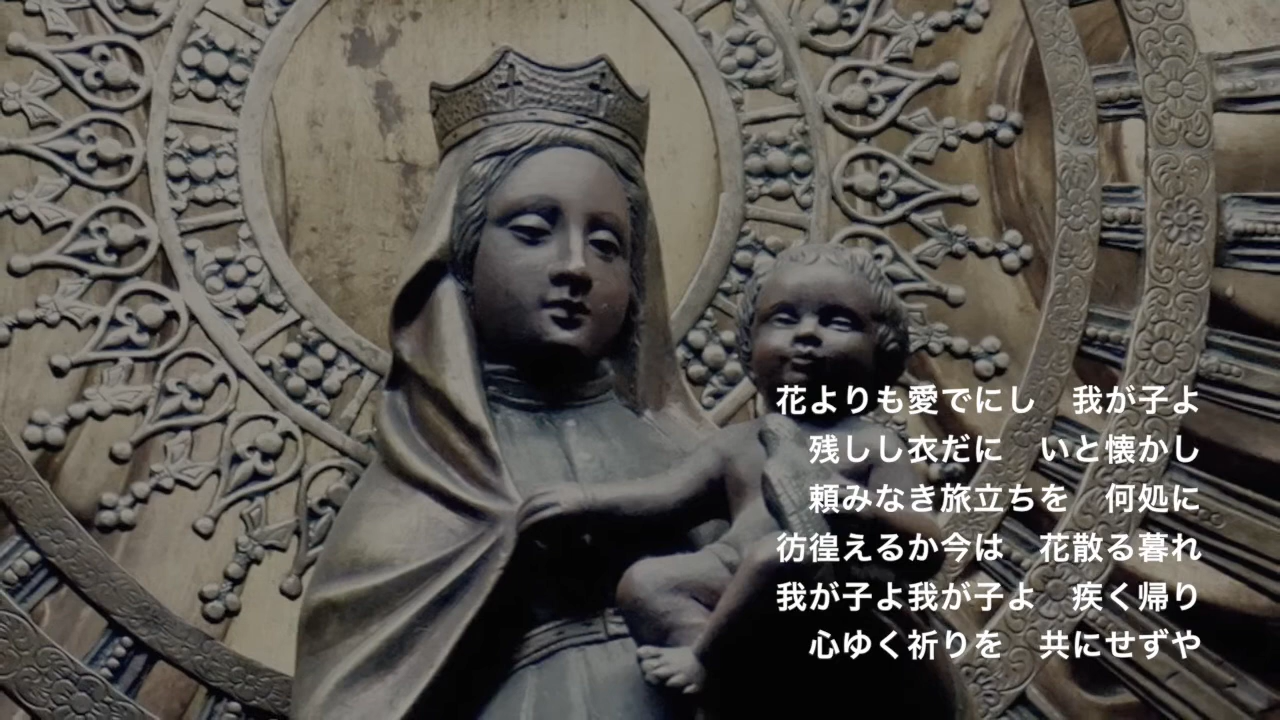 花よりも愛でにし　我が子よ
残しし衣だに　いと懐かし
頼みなき旅立ちを　何処に
彷徨えるか今は　花散る暮れ
我が子よ我が子よ　疾く帰り
心ゆく祈りを　共にせずや